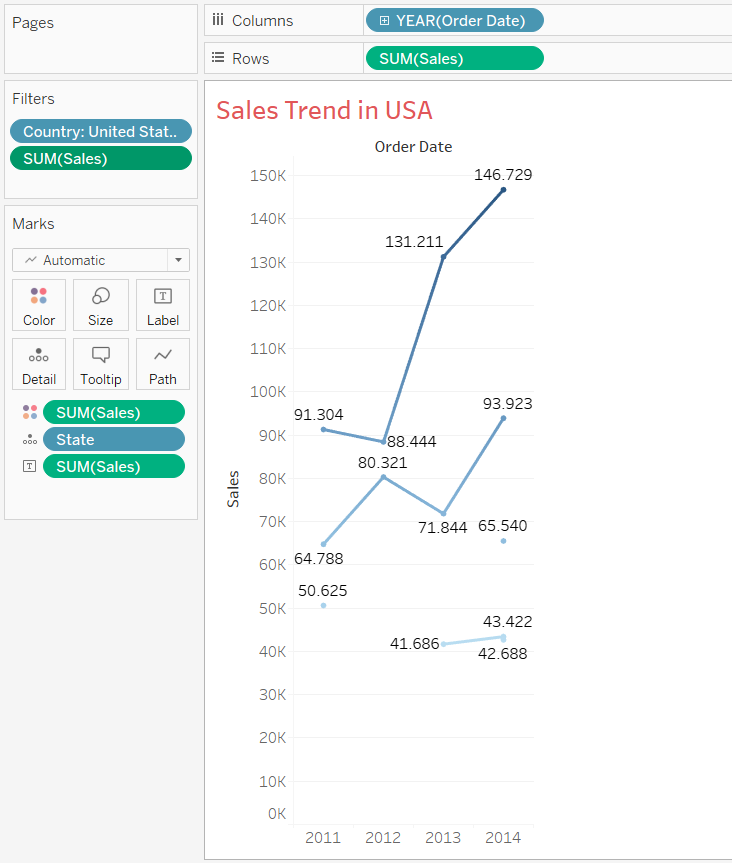 Pages
Columns
YEAR(Order Date)
Rows
SUM(Sales)
Filters
Country: United Stat..
SUM(Sales)
Marks
Automatic
Color
Size
Label
Detail
Tooltip
Path
SUM(Sales)
State
SUM(Sales)
Sales Trend in USA
Order Date
150K
140K
130K
120K
110K
100K
90K
80K
70K
60K
50K
40K
30K
20K
10K
0K
Sales
146.729
131.211
91.304
93.923
88.444
80.321
71.844
65.540
64.788
50.625
43.422
41.686
42.688
2011
2012
2013
2014